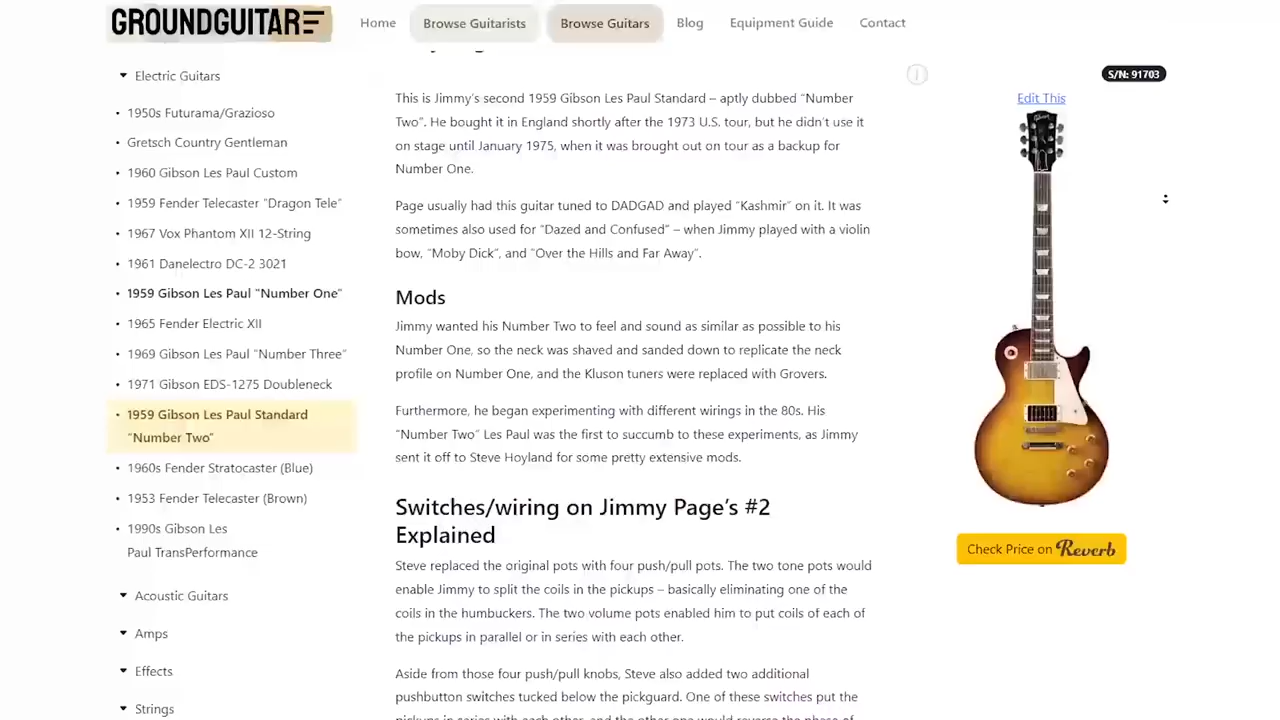 GROUNDGUITAR
Home
Browse Guitarists
Browse Guitars
Blog
Equipment Guide
Contact
Electric Guitars
• 1950s Futurama/Grazioso
• Gretsch Country Gentleman
• 1960 Gibson Les Paul Custom
• 1959 Fender Telecaster “Dragon Tele”
• 1967 Vox Phantom XII 12-String
• 1961 Danelectro DC-2 3021
• 1959 Gibson Les Paul “Number One”
• 1965 Fender Electric XII
• 1969 Gibson Les Paul “Number Three”
• 1971 Gibson EDS-1275 Doubleneck
• 1959 Gibson Les Paul Standard
“Number Two”
• 1960s Fender Stratocaster (Blue)
• 1953 Fender Telecaster (Brown)
• 1990s Gibson Les
Paul TransPerformance
Acoustic Guitars
Amps
Effects
Strings
This is Jimmy’s second 1959 Gibson Les Paul Standard – aptly dubbed “Number
Two”. He bought it in England shortly after the 1973 U.S. tour, but he didn’t use it
on stage until January 1975, when it was brought out on tour as a backup for
Number One.
Page usually had this guitar tuned to DADGAD and played “Kashmir” on it. It was
sometimes also used for “Dazed and Confused” – when Jimmy played with a violin
bow, “Moby Dick”, and “Over the Hills and Far Away”.
Mods
Jimmy wanted his Number Two to feel and sound as similar as possible to his
Number One, so the neck was shaved and sanded down to replicate the neck
profile on Number One, and the Kluson tuners were replaced with Grovers.
Furthermore, he began experimenting with different wirings in the 80s. His
“Number Two” Les Paul was the first to succumb to these experiments, as Jimmy
sent it off to Steve Hoyland for some pretty extensive mods.
Switches/wiring on Jimmy Page’s #2
Explained
Steve replaced the original pots with four push/pull pots. The two tone pots would
enable Jimmy to split the coils in the pickups – basically eliminating one of the
coils in the humbuckers. The two volume pots enabled him to put coils of each of
the pickups in parallel or in series with each other.
Aside from those four push/pull knobs, Steve also added two additional
pushbutton switches tucked below the pickguard. One of these switches put the
pickups in series with each other, and the other one would reverse the phase of
S/N: 91703
Edit This
Gibson
Check Price on Reverb